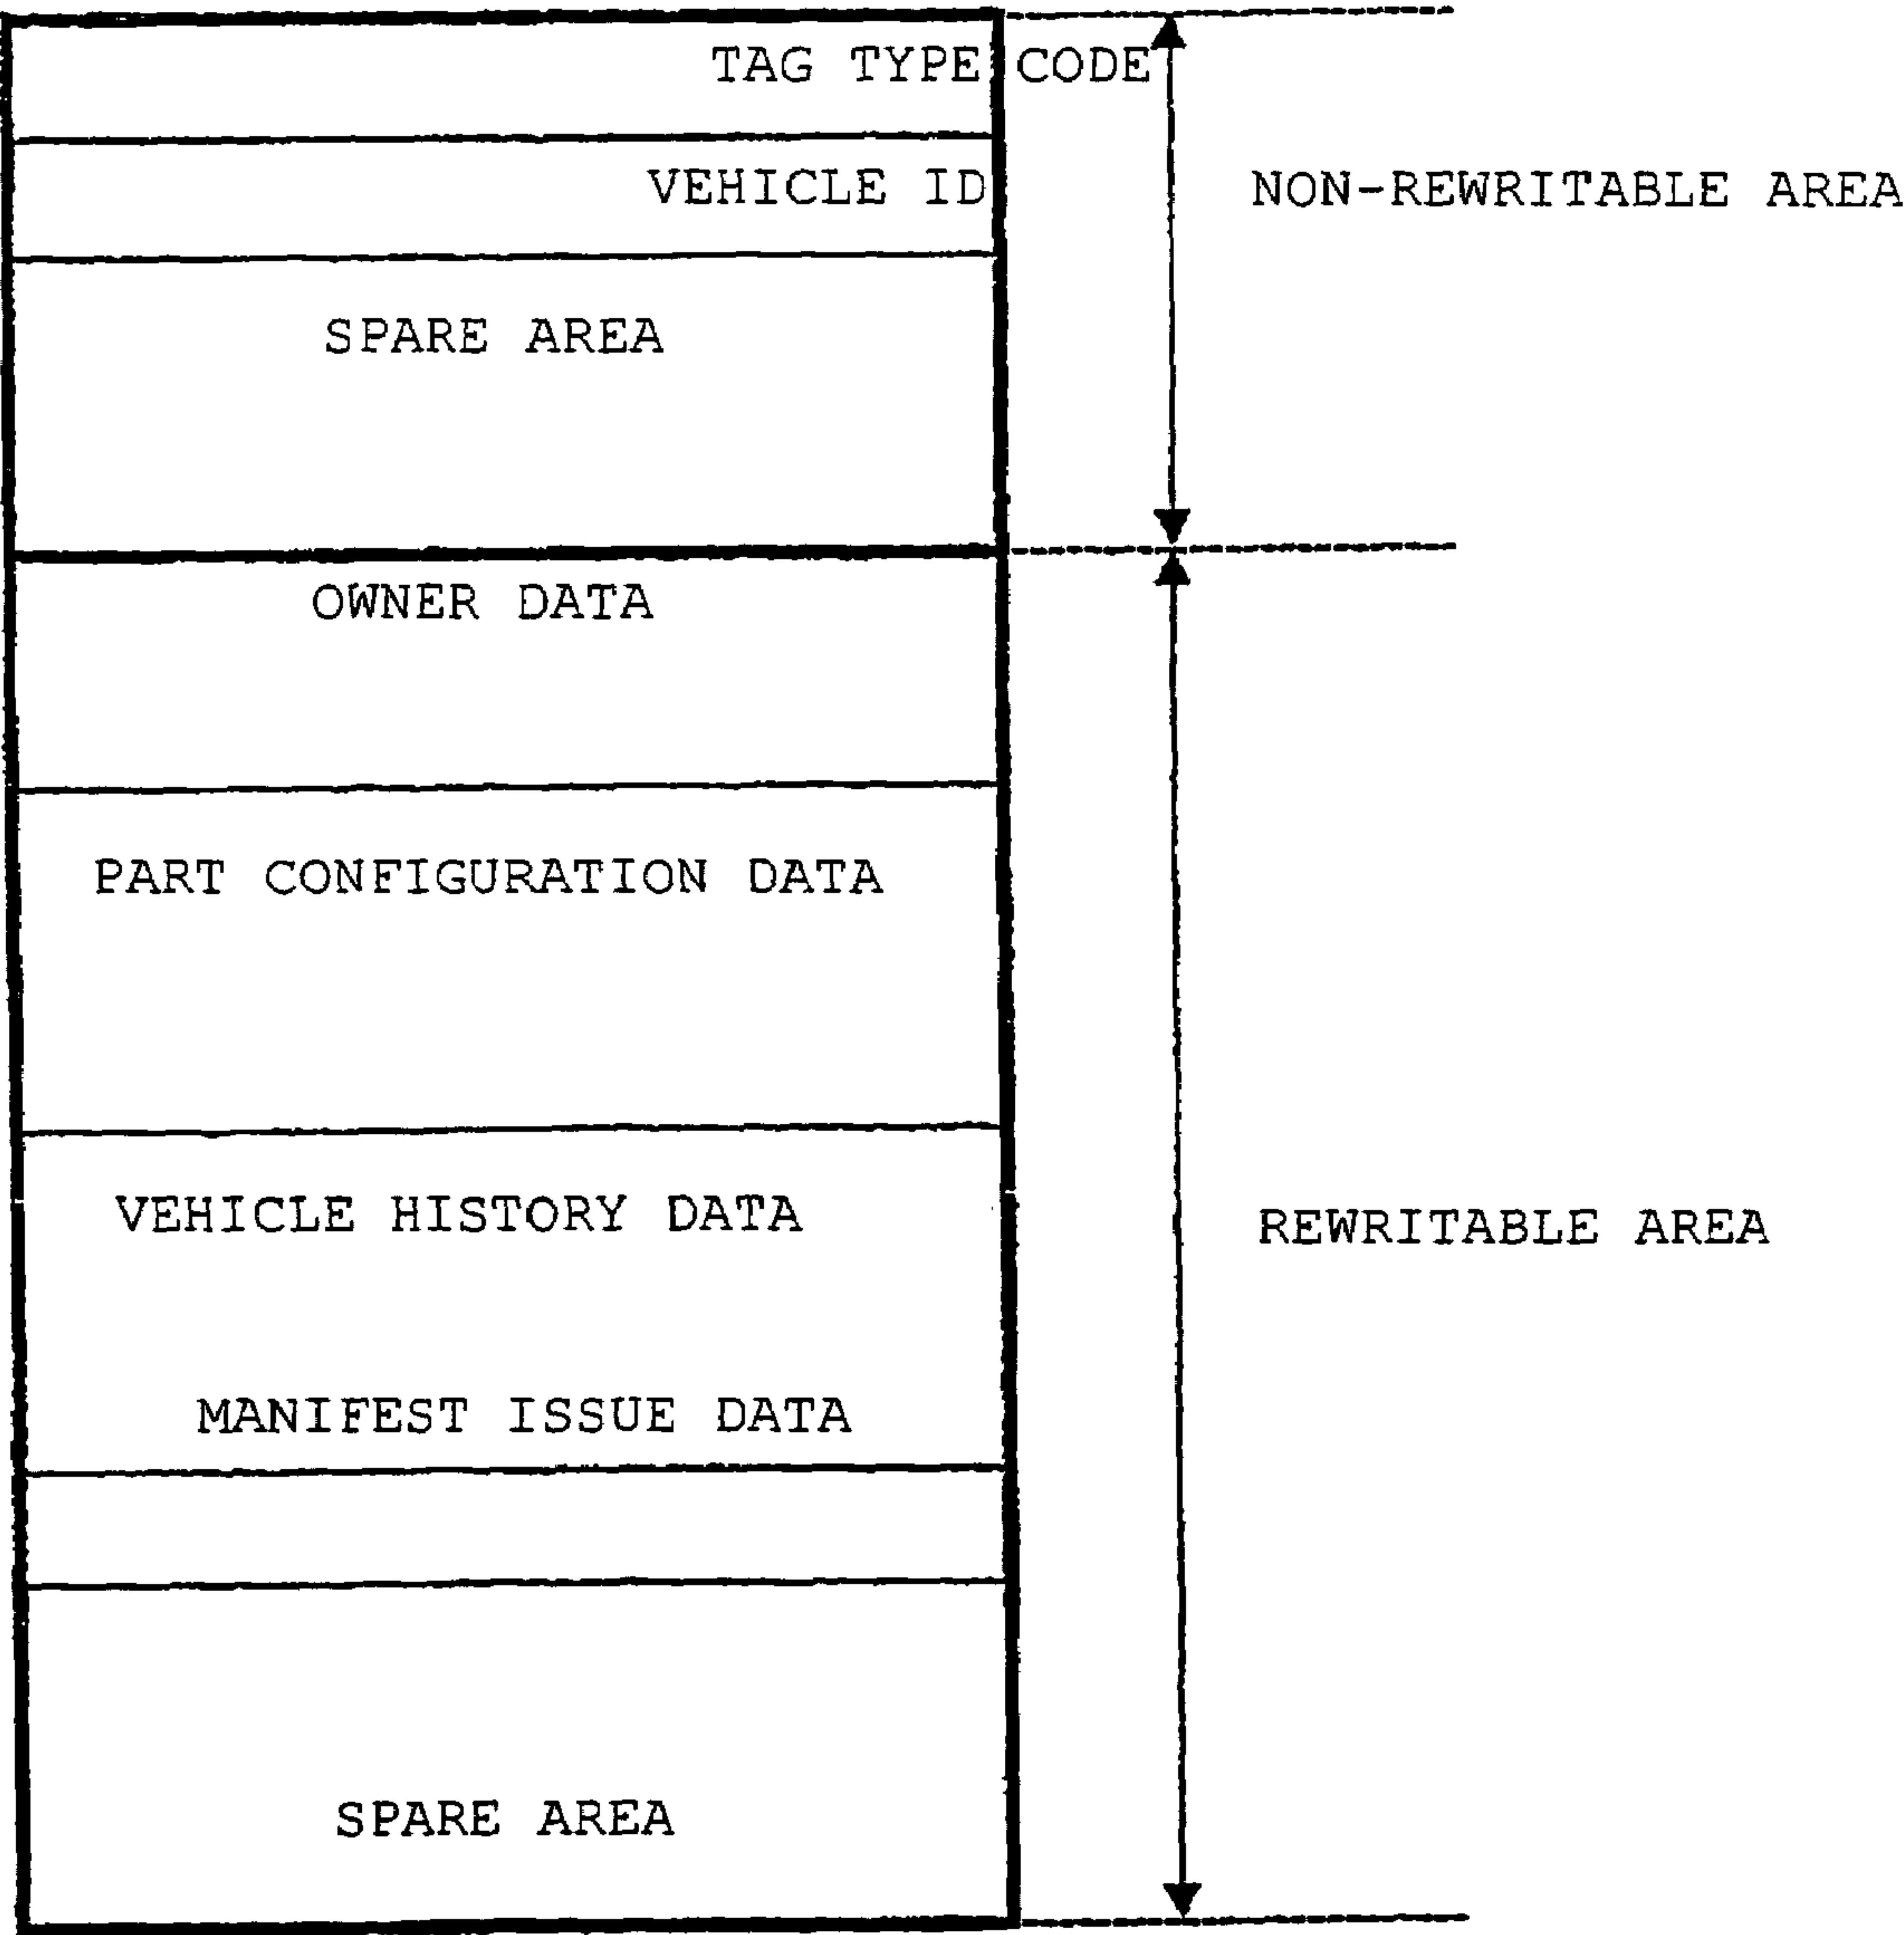 TAG TYPE CODE
VEHICLE ID
NON-REWRITABLE AREA
SPARE AREA
OWNER DATA
PART CONFIGURATION DATA
VEHICLE HISTORY DATA
REWRITABLE AREA
MANIFEST ISSUE DATA
SPARE AREA